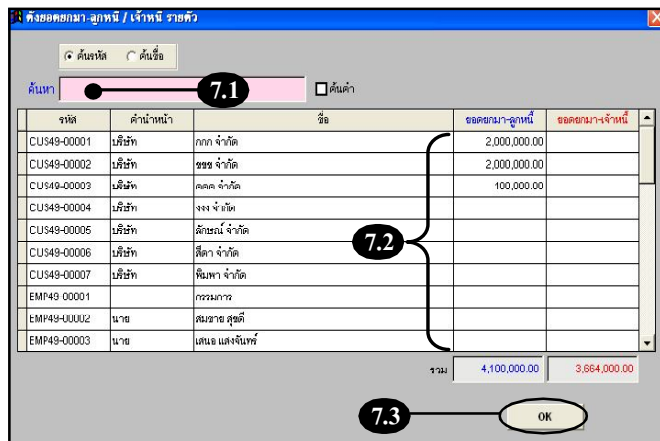 ตั้งยอดยกมา-ลูกหนี้ / เจ้าหนี้ รายตัว
ค้นรหัส ค้นชื่อ
ค้นหา 7.1 ค้นคำ
รหัส คำนำหน้า ชื่อ ยอดยกมา-ลูกหนี้ ยอดยกมา-เจ้าหนี้
CUS49-00001 บริษัท กกก จำกัด 2,000,000.00
CUS49-00002 บริษัท ขขข จำกัด 2,000,000.00
CUS49-00003 บริษัท คคค จำกัด 100,000.00
CUS49-00004 บริษัท งงง จำกัด
CUS49-00005 บริษัท ลักษณ์ จำกัด
7.2
CUS49-00006 บริษัท สีดา จำกัด
CUS49-00007 บริษัท พิมพา จำกัด
EMP49-00001 กรรมการ
EMP49-00002 นาย สมชาย สุขดี
EMP49-00003 นาย เสนอ แสงจันทร์
รวม 4,100,000.00 3,664,000.00
7.3 OK